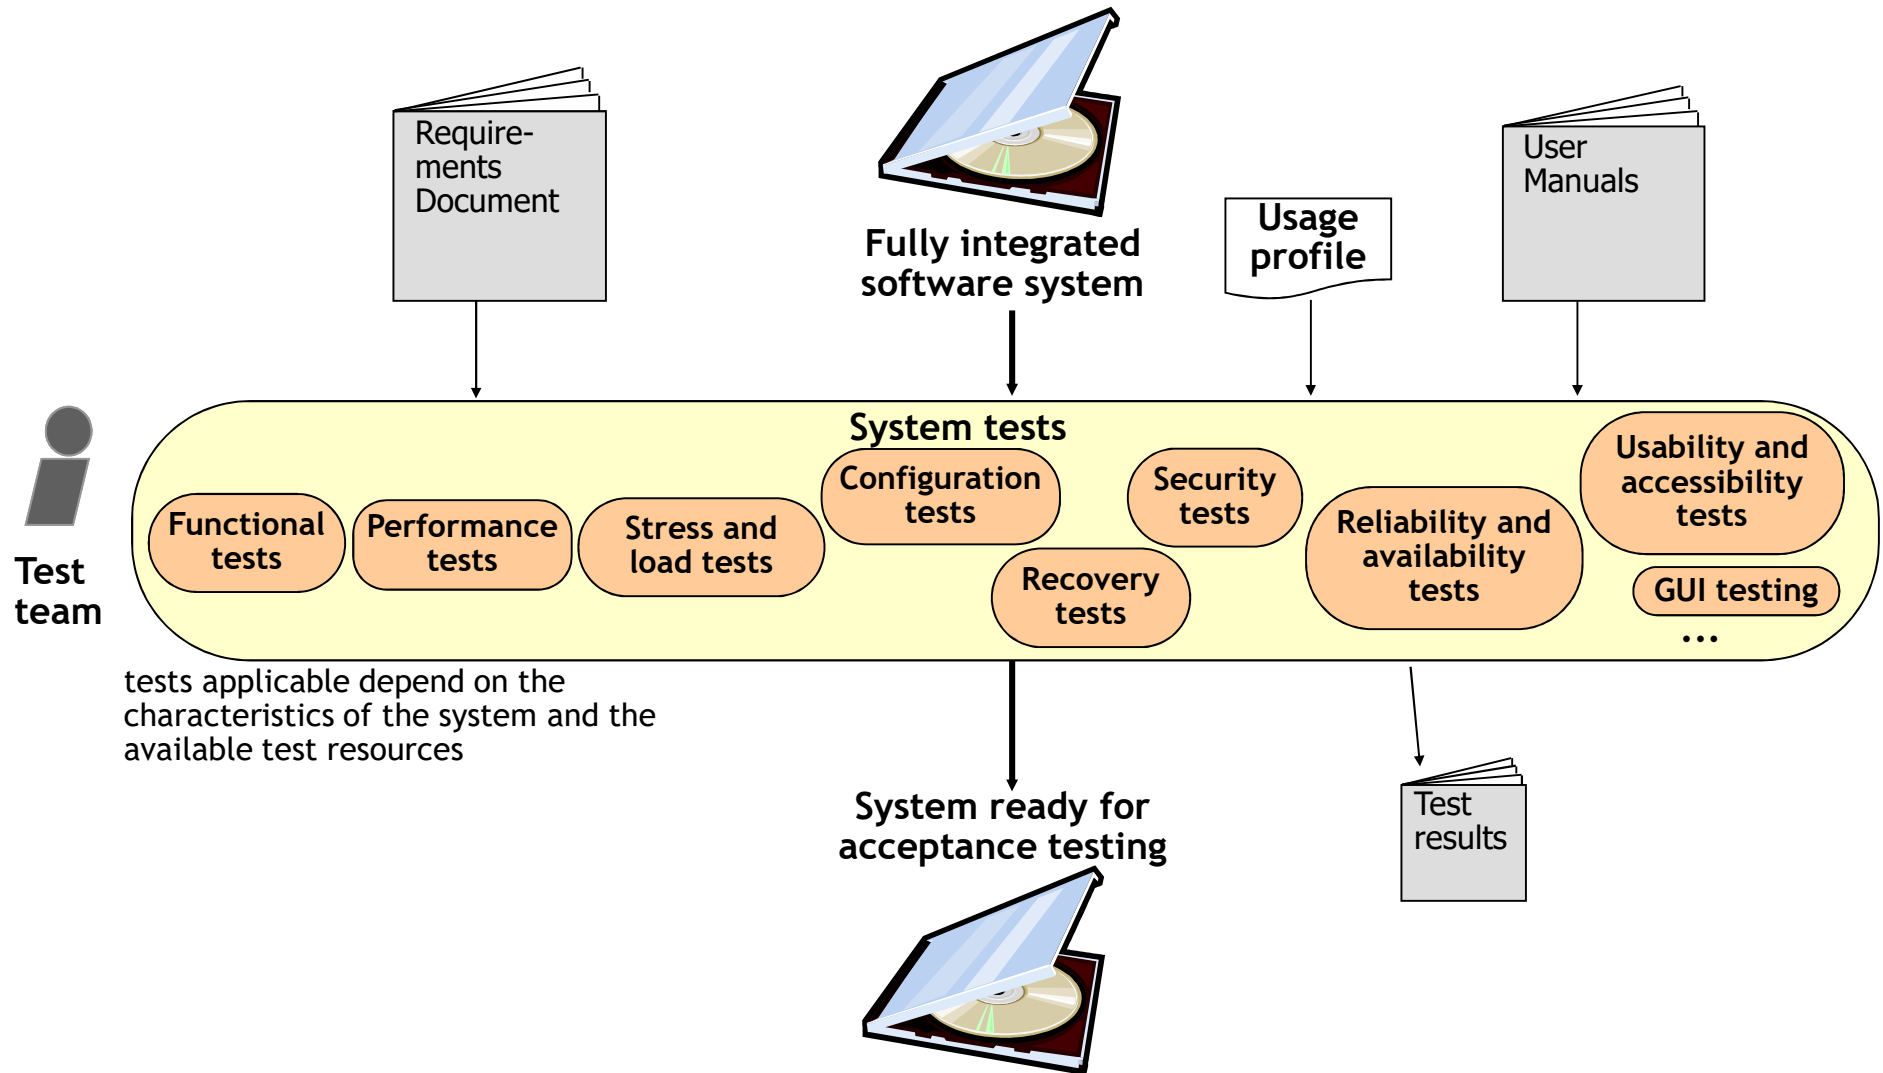 Require-
ments
Document
Fully integrated
software system
Usage
profile
User
Manuals
Test
team
System tests
Functional
tests
Performance
tests
Stress and
load tests
Configuration
tests
Recovery
tests
Security
tests
Reliability and
availability
tests
Usability and
accessibility
tests
GUI testing
...
tests applicable depend on the
characteristics of the system and the
available test resources
System ready for
acceptance testing
Test
results